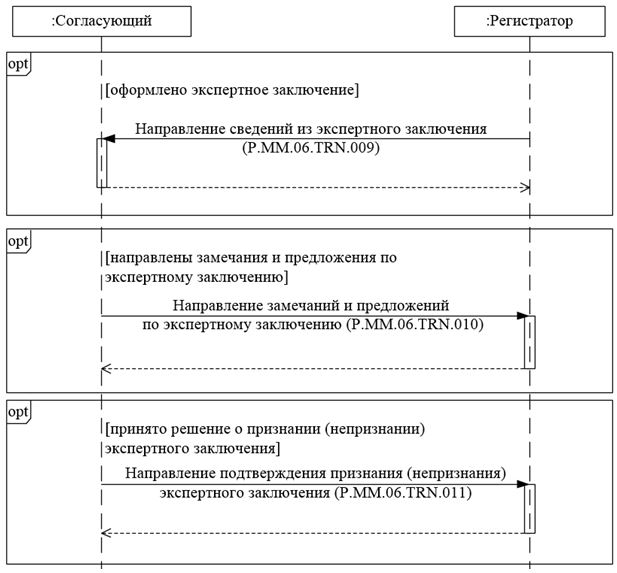 :Согласующий
:Регистратор
opt
[оформлено экспертное заключение]
Направление сведений из экспертного заключения
(P.MM.06.TRN.009)
opt
[направлены замечания и предложения по
экспертному заключению]
Направление замечаний и предложений
по экспертному заключению (P.MM.06.TRN.010)
opt
[принято решение о признании (непризнании)
экспертного заключения]
Направление подтверждения признания (непризнания)
экспертного заключения (P.MM.06.TRN.011)